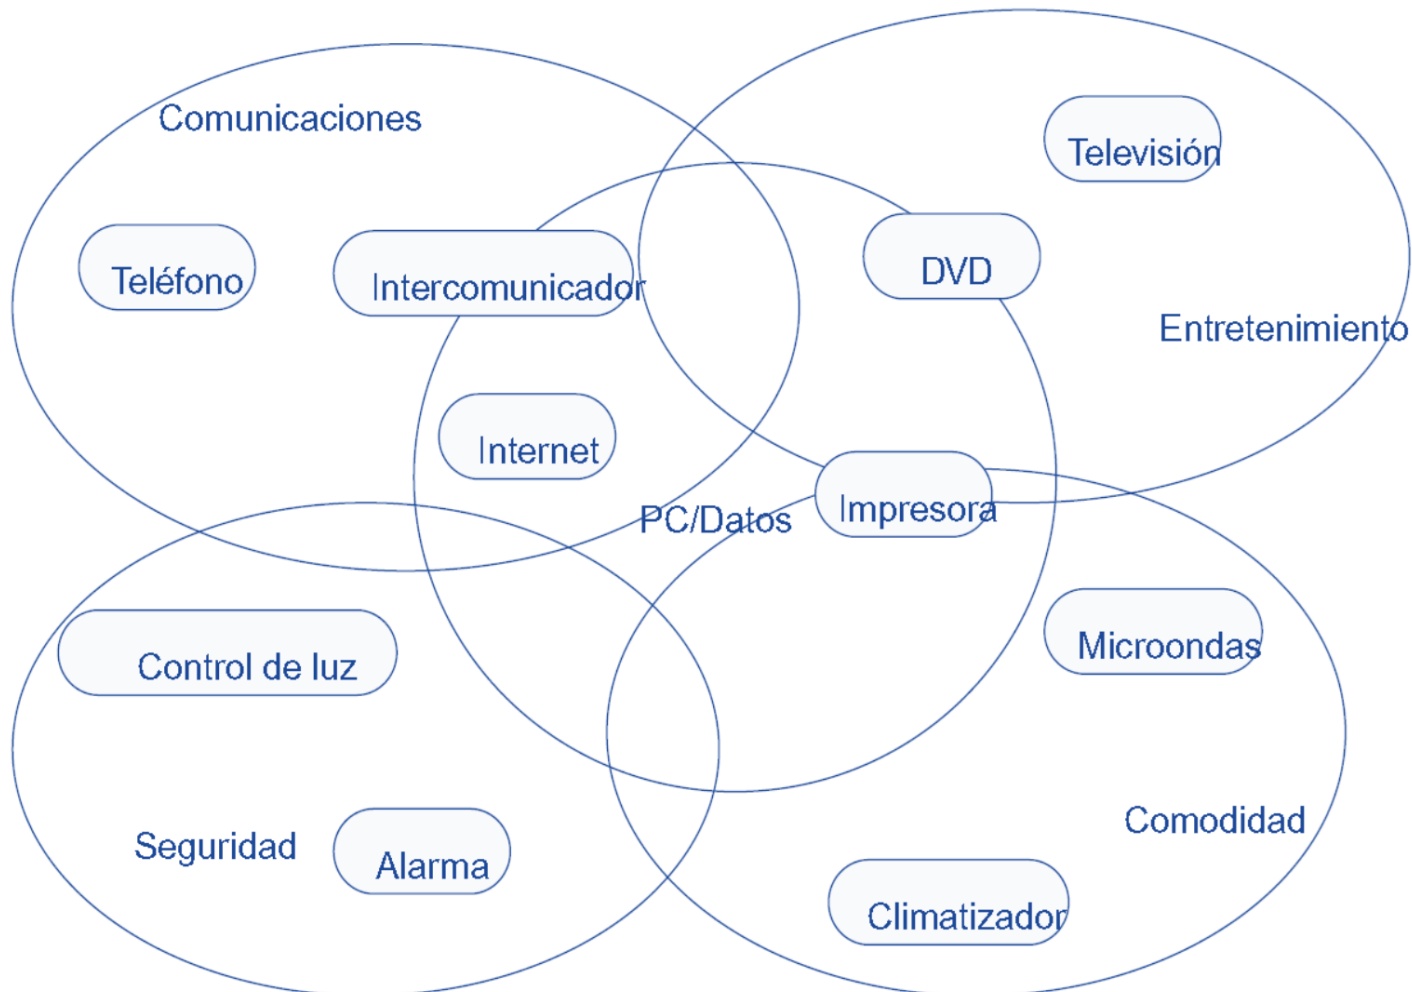 Comunicaciones
Televisión
Teléfono
Intercomunicador
DVD
Entretenimiento
Internet
PC/Datos
Impresora
Control de luz
Microondas
Seguridad
Alarma
Comodidad
Climatizador